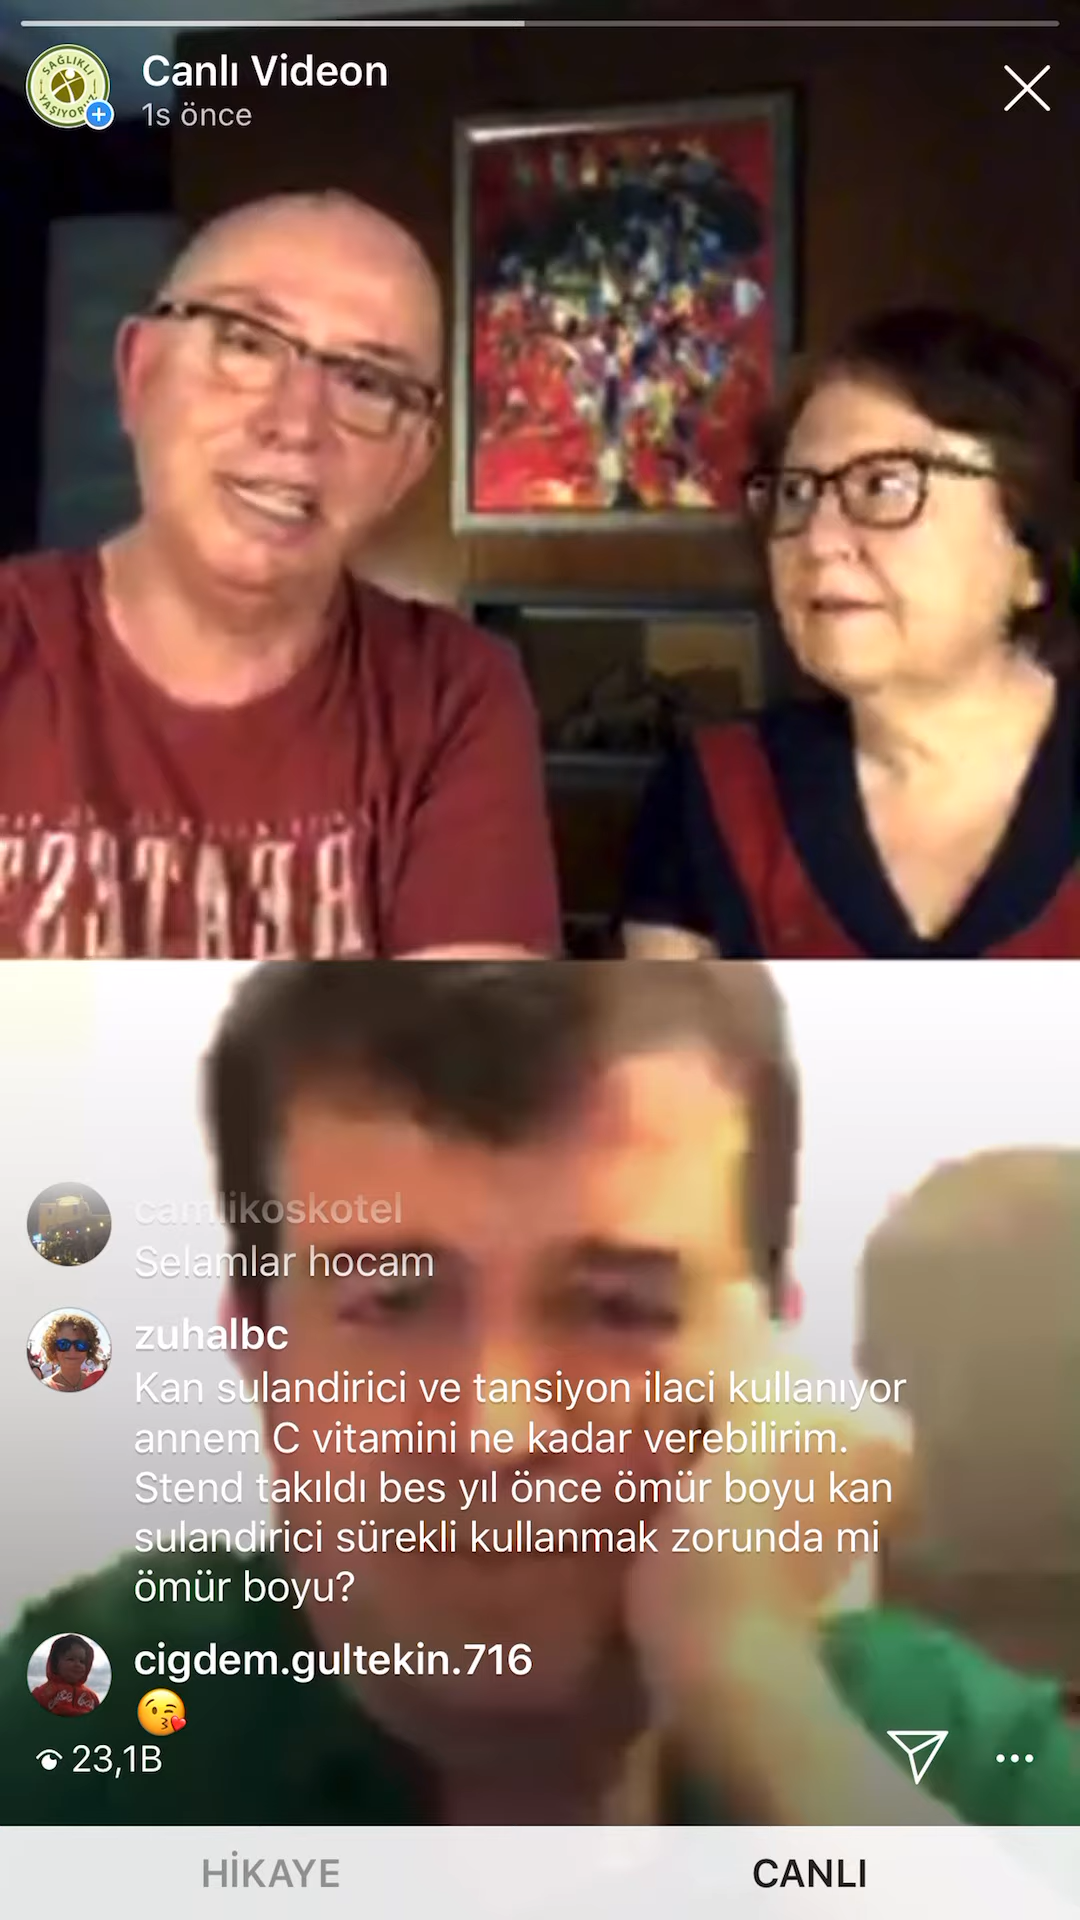 SAĞLIKLI
YAŞIYORUZ
Canlı Videon
1s önce
camlikoskotel
Selamlar hocam
zuhalbc
Kan sulandirici ve tansiyon ilaci kullanıyor
annem C vitamini ne kadar verebilirim.
Stend takıldı bes yıl önce ömür boyu kan
sulandirici sürekli kullanmak zorunda mi
ömür boyu?
cigdem.gultekin.716
😘
23,1B
HİKAYE
CANLI